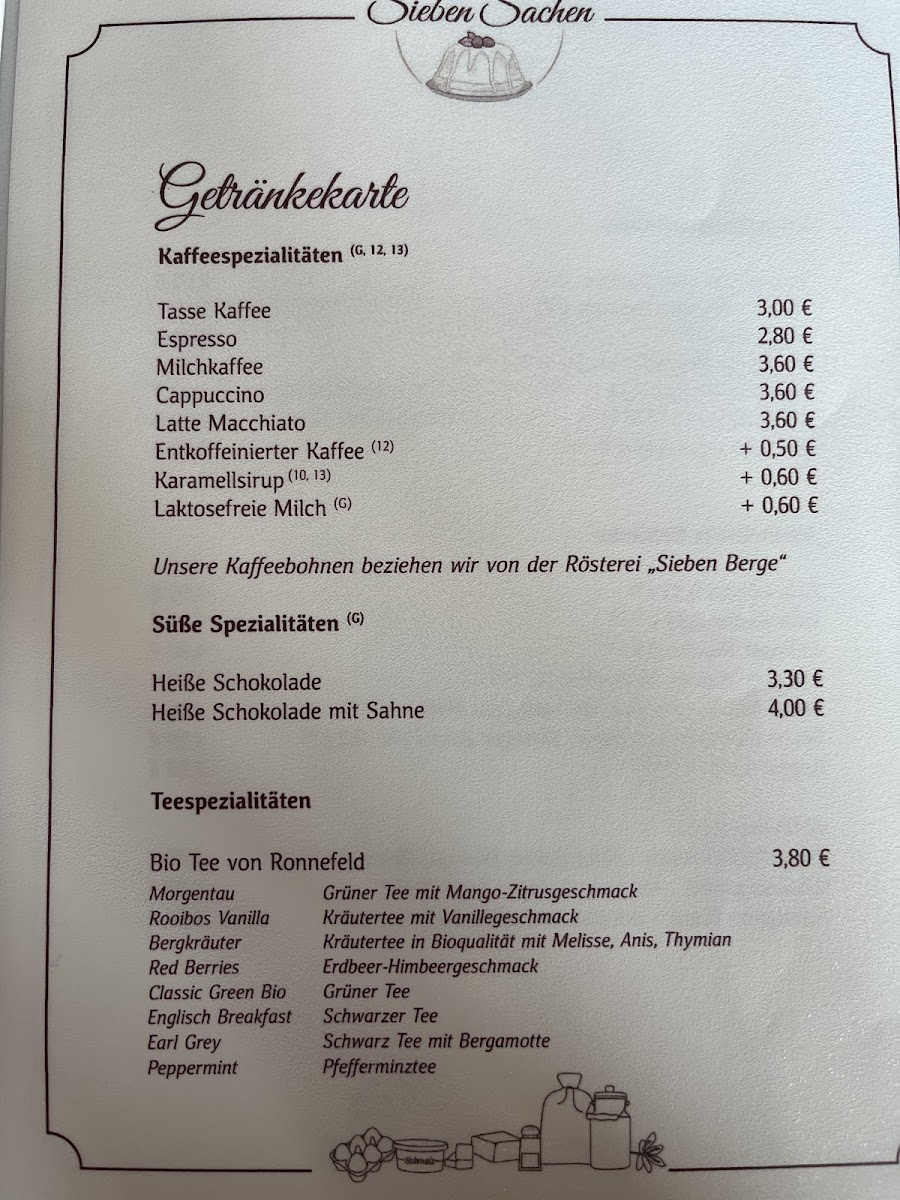 Sieben Sachen
Getränkekarte
Kaffeespezialitäten (G, 12, 13)
Tasse Kaffee 3,00 €
Espresso 2,80 €
Milchkaffee 3,60 €
Cappuccino 3,60 €
Latte Macchiato 3,60 €
Entkoffeinierter Kaffee (12) + 0,50 €
Karamellsirup (10, 13) + 0,60 €
Laktosefreie Milch (G) + 0,60 €
Unsere Kaffeebohnen beziehen wir von der Rösterei „Sieben Berge“
Süße Spezialitäten (G)
Heiße Schokolade 3,30 €
Heiße Schokolade mit Sahne 4,00 €
Teespezialitäten
Bio Tee von Ronnefeld 3,80 €
Morgentau Grüner Tee mit Mango-Zitrusgeschmack
Rooibos Vanilla Kräutertee mit Vanillegeschmack
Bergkräuter Kräutertee in Bioqualität mit Melisse, Anis, Thymian
Red Berries Erdbeer-Himbeergeschmack
Classic Green Bio Grüner Tee
Englisch Breakfast Schwarzer Tee
Earl Grey Schwarz Tee mit Bergamotte
Peppermint Pfefferminztee
Schmalz